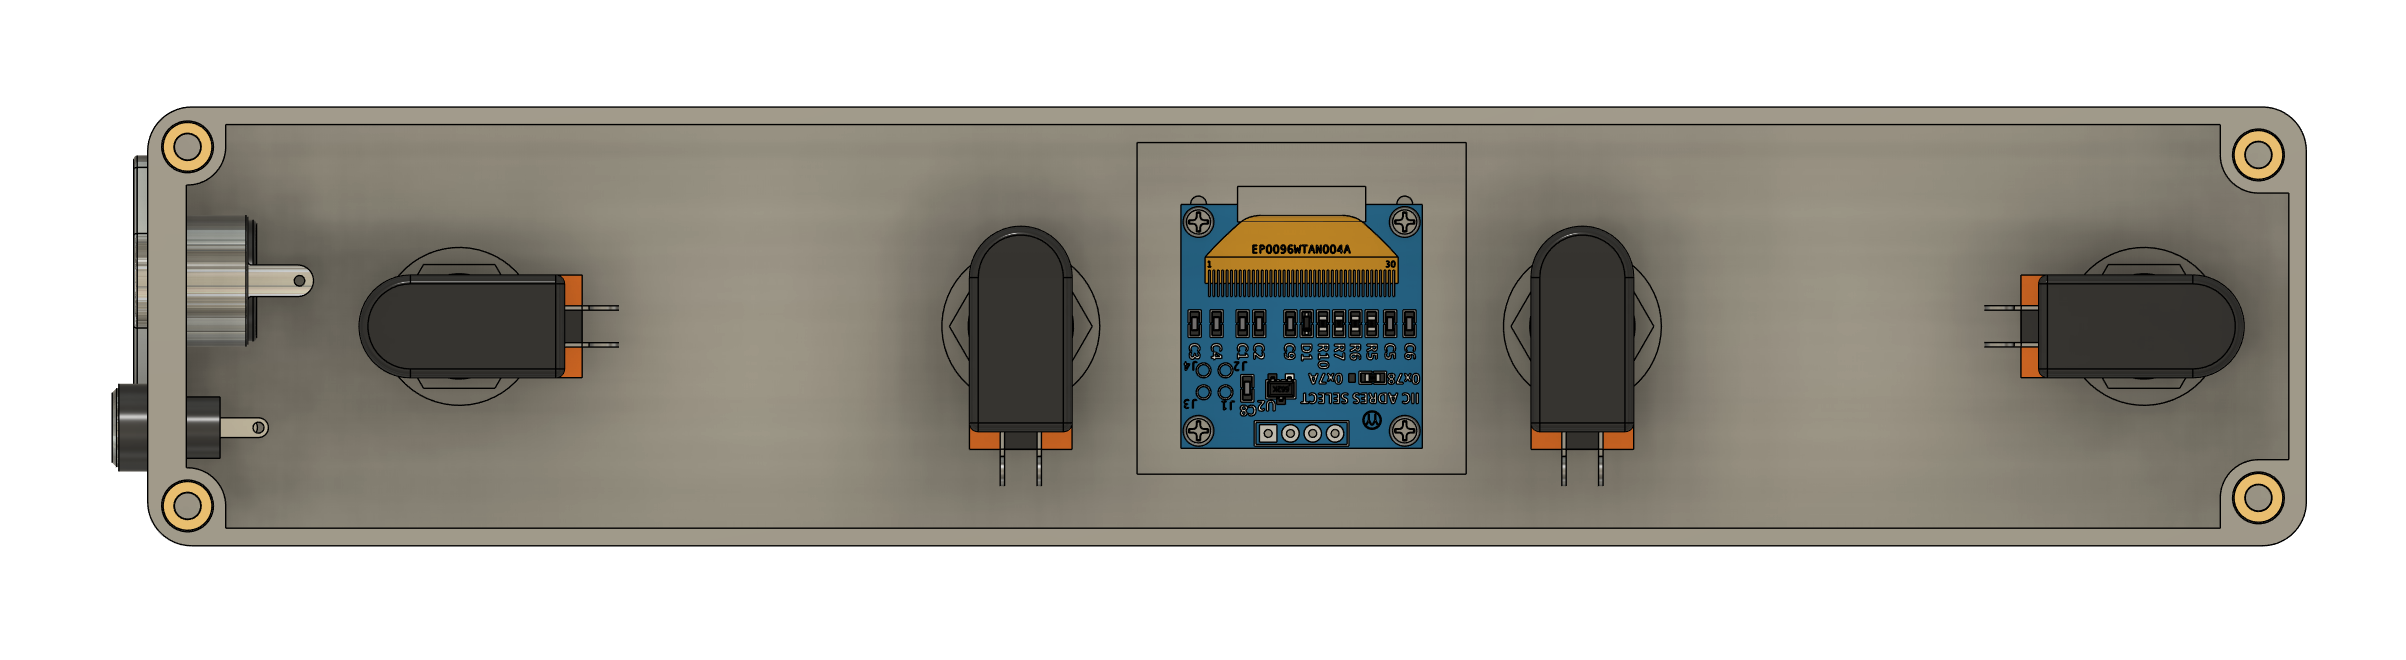 EP0096WTAN004A
1 30
C3 C4 C1 C2 C9 D1 R10 R7 R6 R5 C5 C6
J4 J2
0x7A 0x78
IIC ADRES SELECT
J3 J1 C8 U2